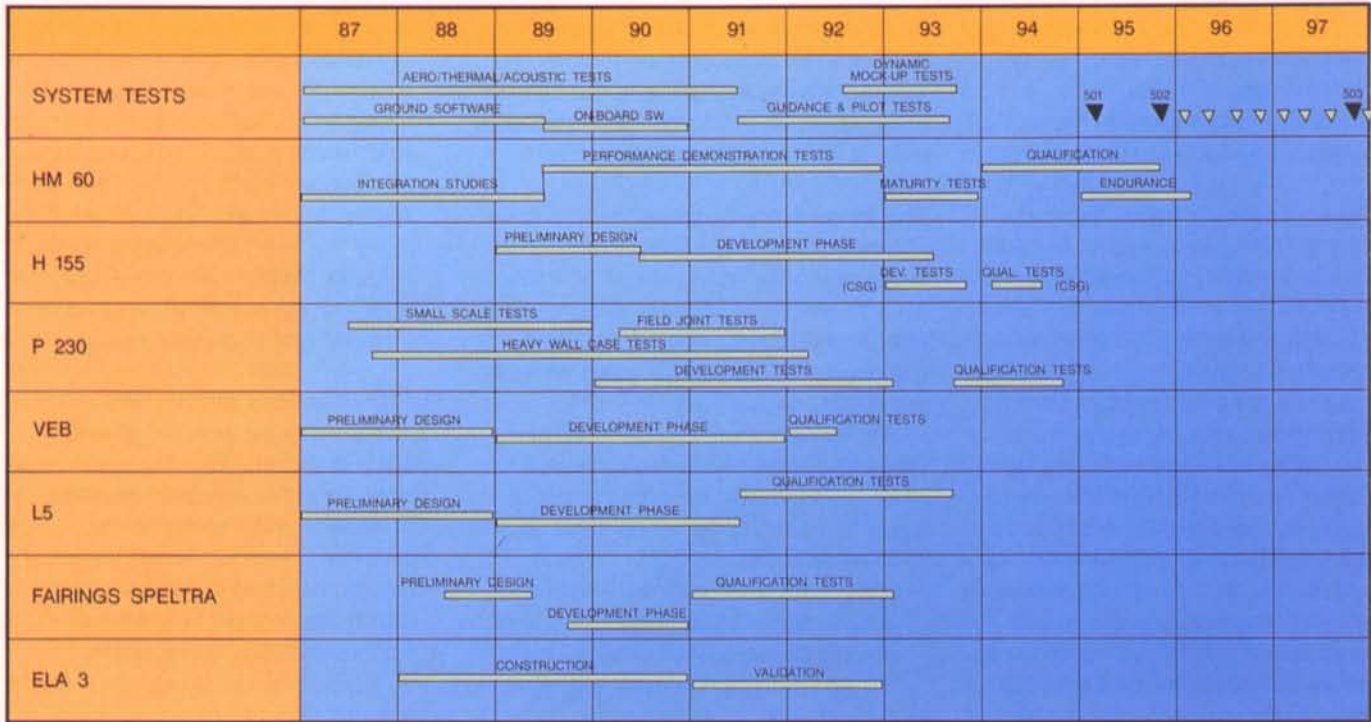 87 88 89 90 91 92 93 94 95 96 97
SYSTEM TESTS
AERO/THERMAL/ACOUSTIC TESTS
DYNAMIC
MOCK-UP TESTS
GROUND SOFTWARE
ON-BOARD SW
GUIDANCE & PILOT TESTS
501
502
503
HM 60
PERFORMANCE DEMONSTRATION TESTS
QUALIFICATION
INTEGRATION STUDIES
MATURITY TESTS
ENDURANCE
H 155
PRELIMINARY DESIGN
DEVELOPMENT PHASE
(CSG)
DEV. TESTS
QUAL. TESTS
(CSG)
P 230
SMALL SCALE TESTS
FIELD JOINT TESTS
HEAVY WALL CASE TESTS
DEVELOPMENT TESTS
QUALIFICATION TESTS
VEB
PRELIMINARY DESIGN
DEVELOPMENT PHASE
QUALIFICATION TESTS
L5
QUALIFICATION TESTS
PRELIMINARY DESIGN
DEVELOPMENT PHASE
FAIRINGS SPELTRA
PRELIMINARY DESIGN
QUALIFICATION TESTS
DEVELOPMENT PHASE
ELA 3
CONSTRUCTION
VALIDATION